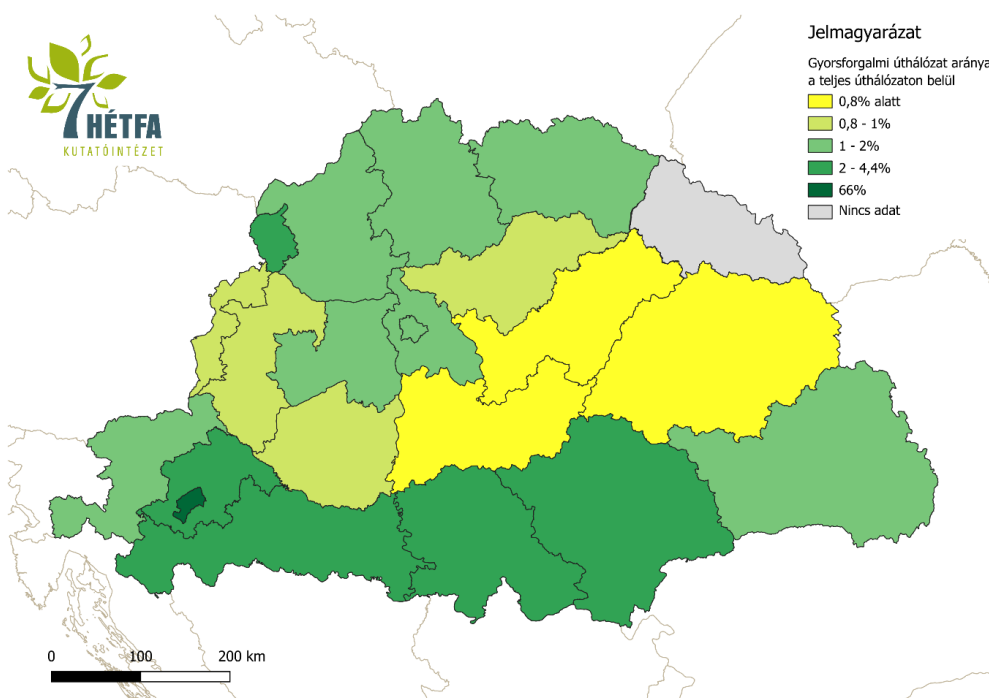 7 HÉTFA
KUTATÓINTÉZET
Jelmagyarázat
Gyorsforgalmi úthálózat aránya
a teljes úthálózaton belül
0,8% alatt
0,8 - 1%
1 - 2%
2 - 4,4%
66%
Nincs adat
0 100 200 km